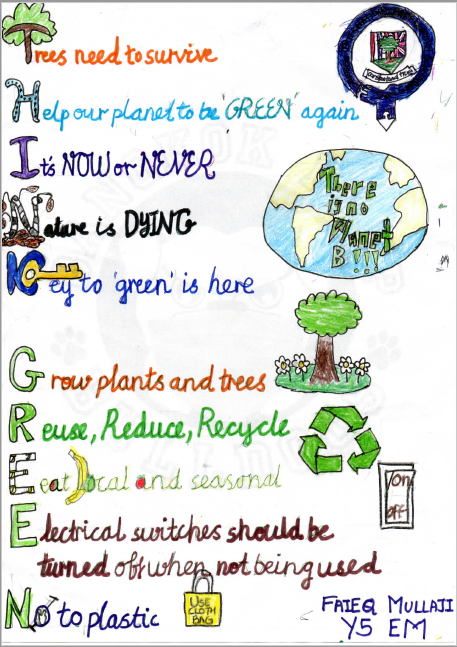 Trees need to survive
Help our planet to be 'GREEN' again
It's NOW or NEVER
Nature is DYING
Key to 'green' is here
There
is no
Planet
B!!!
Grow plants and trees
Reuse, Reduce, Recycle
Eeat local and seasonal
on
off
Electrical switches should be
turned off when not being used
No to plastic
USE
CLOTH
BAG
FAIEQ MULLAJI
Y5 EM